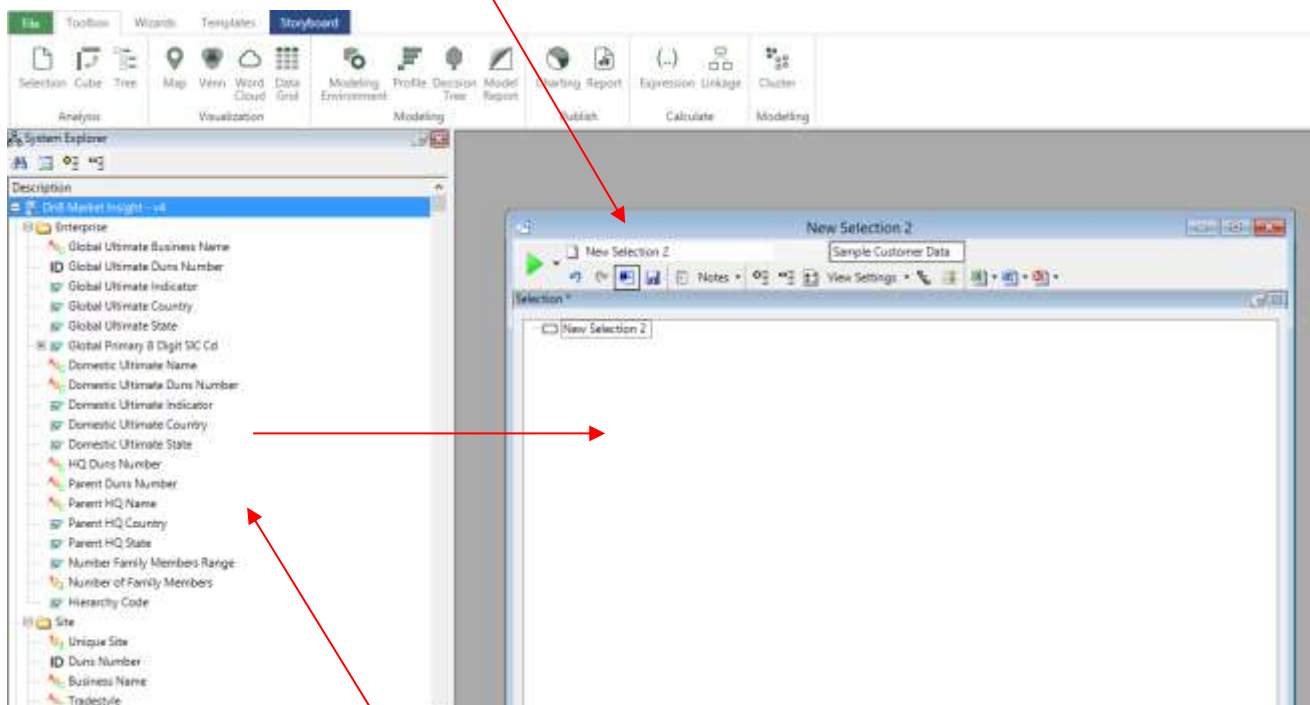 File Toolbox Wizards Templates Storyboard
Selection Cube Tree Map Venn Word Cloud Data Grid Modeling Environment Profile Decision Tree Model Report Charting Report Expression Linkage Cluster
Analysis Visualization Modeling Publish Calculate Modelling
System Explorer
Description
Drill Market Insight - v4
Enterprise
Global Ultimate Business Name
ID Global Ultimate Duns Number
Global Ultimate Indicator
Global Ultimate Country
Global Ultimate State
Global Primary 8 Digit SIC Cd
Domestic Ultimate Name
Domestic Ultimate Duns Number
Domestic Ultimate Indicator
Domestic Ultimate Country
Domestic Ultimate State
HQ Duns Number
Parent Duns Number
Parent HQ Name
Parent HQ Country
Parent HQ State
Number Family Members Range
Number of Family Members
Hierarchy Code
Site
Unique Site
ID Duns Number
Business Name
Tradestyle
New Selection 2
New Selection 2 Sample Customer Data
Notes View Settings
Selection *
New Selection 2